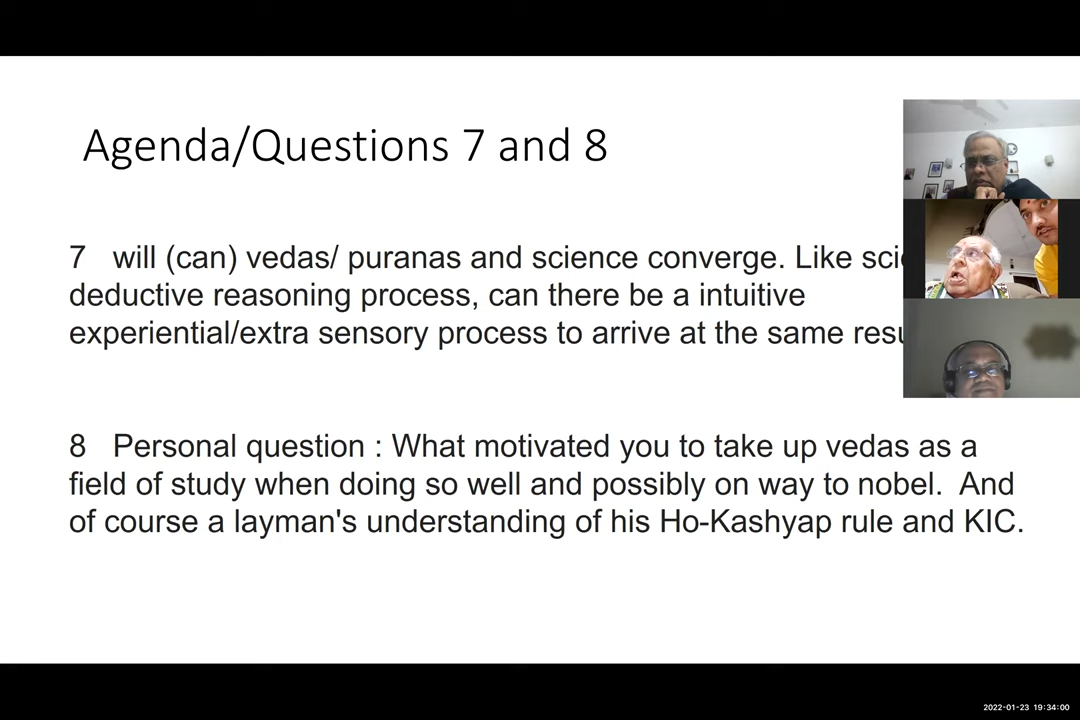 Agenda/Questions 7 and 8
7 will (can) vedas/ puranas and science converge. Like
deductive reasoning process, can there be a intuitive
experiential/extra sensory process to arrive at the same
8 Personal question : What motivated you to take up vedas as a
field of study when doing so well and possibly on way to nobel. And
of course a layman's understanding of his Ho-Kashyap rule and KIC.
2022-01-23 19:34:00